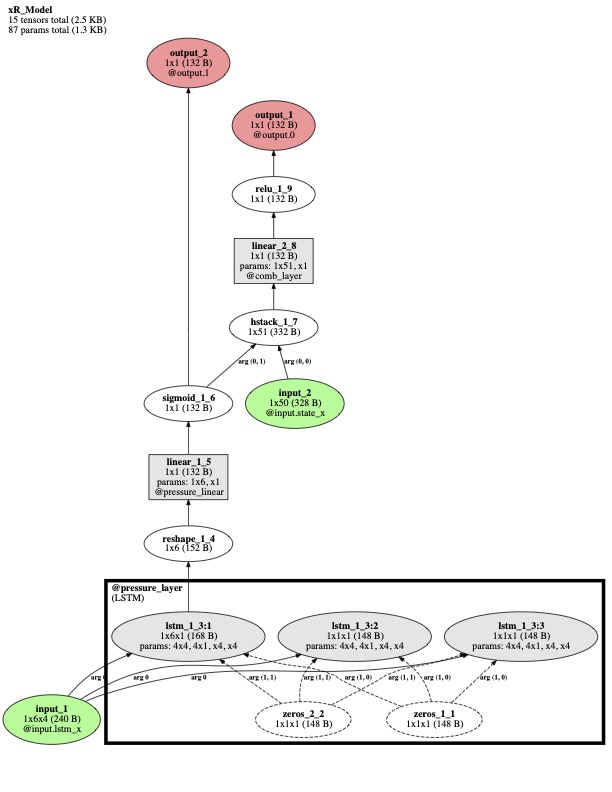 xR_Model
15 tensors total (2.5 KB)
87 params total (1.3 KB)
output_2
1x1 (132 B)
@output.1
output_1
1x1 (132 B)
@output.0
relu_1_9
1x1 (132 B)
linear_2_8
1x1 (132 B)
params: 1x51, x1
@comb_layer
hstack_1_7
1x51 (332 B)
arg (0, 1)
arg (0, 0)
sigmoid_1_6
1x1 (132 B)
input_2
1x50 (328 B)
@input.state_x
linear_1_5
1x1 (132 B)
params: 1x6, x1
@pressure_linear
reshape_1_4
1x6 (152 B)
@pressure_layer
(LSTM)
lstm_1_3:1
1x6x1 (168 B)
params: 4x4, 4x1, x4, x4
lstm_1_3:2
1x1x1 (148 B)
params: 4x4, 4x1, x4, x4
lstm_1_3:3
1x1x1 (148 B)
params: 4x4, 4x1, x4, x4
arg 0 arg 0 arg 0 arg (1, 1) arg (1, 1) arg (1, 0) arg (1, 1) arg (1, 0) arg (1, 0)
input_1
1x6x4 (240 B)
@input.lstm_x
zeros_2_2
1x1x1 (148 B)
zeros_1_1
1x1x1 (148 B)